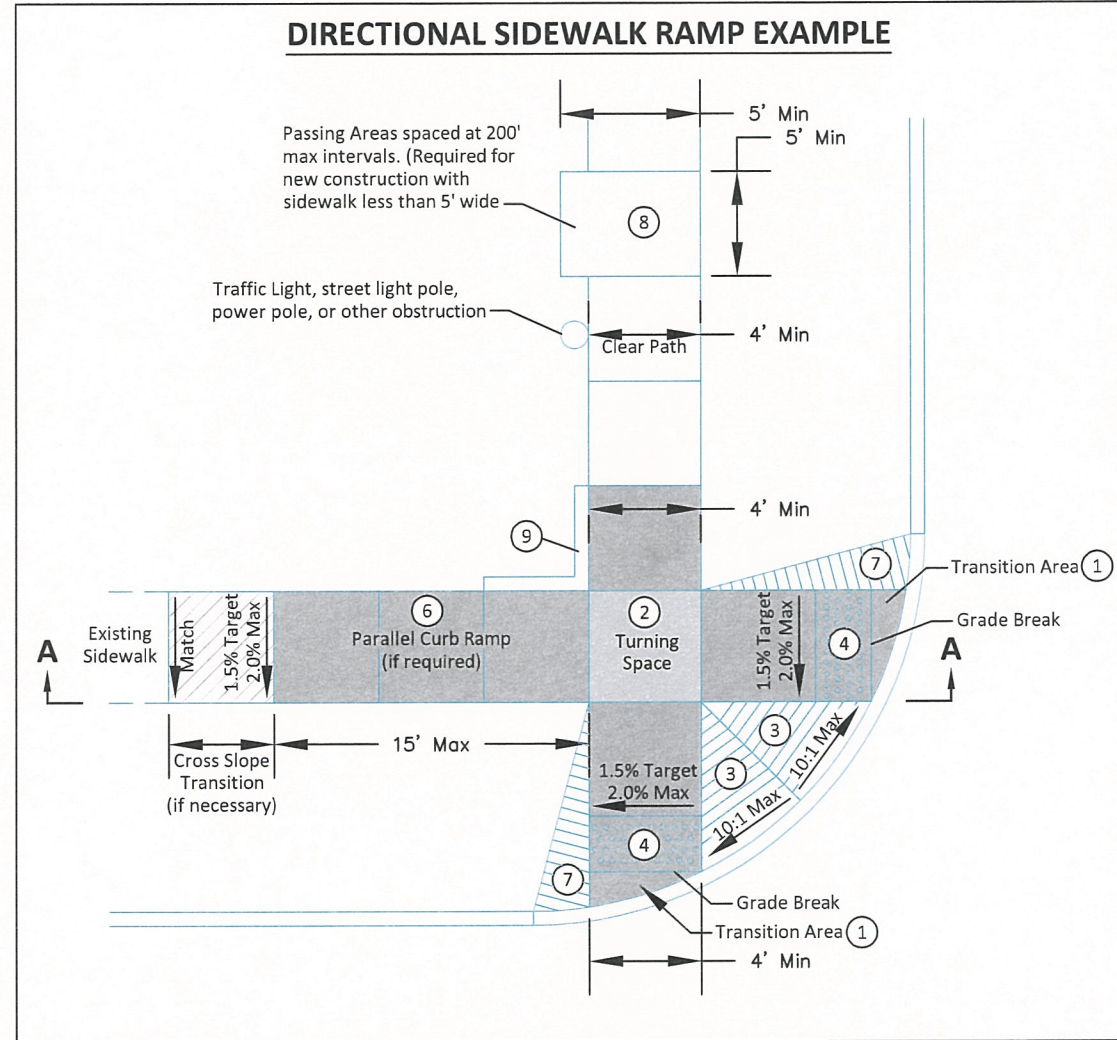 DIRECTIONAL SIDEWALK RAMP EXAMPLE
5' Min
5' Min
Passing Areas spaced at 200'
max intervals. (Required for
new construction with
sidewalk less than 5' wide
8
Traffic Light, street light pole,
power pole, or other obstruction
Clear Path
4' Min
4' Min
9
7
Transition Area 1
Grade Break
A
Existing
Sidewalk
Match
1.5% Target
2.0% Max
6
Parallel Curb Ramp
(if required)
2
Turning
Space
1.5% Target
2.0% Max
4
A
15' Max
Cross Slope
Transition
(if necessary)
3
3
10:1 Max
10:1 Max
1.5% Target
2.0% Max
4
7
Grade Break
Transition Area 1
4' Min